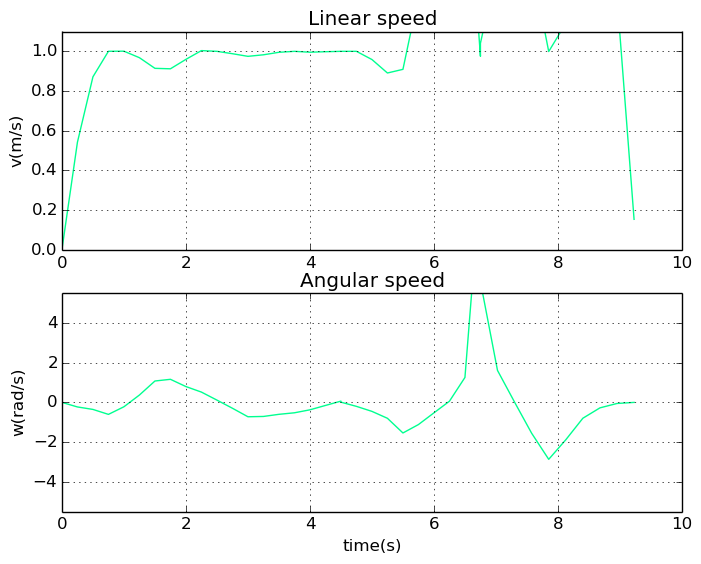 Linear speed
1.0
0.8
0.6
0.4
0.2
0.0
v(m/s)
0 2 4 6 8 10
Angular speed
4
2
0
−2
−4
w(rad/s)
0 2 4 6 8 10
time(s)